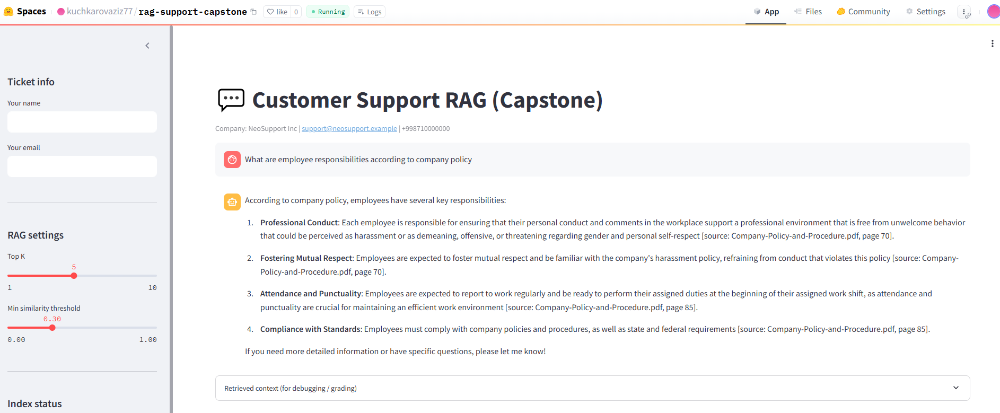 Spaces kuchkarovaziz77/rag-support-capstone like 0 Running Logs App Files Community Settings
Ticket info
Your name
Your email
RAG settings
Top K
5
1 10
Min similarity threshold
0.30
0.00 1.00
Index status
Customer Support RAG (Capstone)
Company: NeoSupport Inc | support@neosupport.example | +998710000000
What are employee responsibilities according to company policy
According to company policy, employees have several key responsibilities:
1. Professional Conduct: Each employee is responsible for ensuring that their personal conduct and comments in the workplace support a professional environment that is free from unwelcome behavior
that could be perceived as harassment or as demeaning, offensive, or threatening regarding gender and personal self-respect [source: Company-Policy-and-Procedure.pdf, page 70].
2. Fostering Mutual Respect: Employees are expected to foster mutual respect and be familiar with the company's harassment policy, refraining from conduct that violates this policy [source: Company-
Policy-and-Procedure.pdf, page 70].
3. Attendance and Punctuality: Employees are expected to report to work regularly and be ready to perform their assigned duties at the beginning of their assigned work shift, as attendance and
punctuality are crucial for maintaining an efficient work environment [source: Company-Policy-and-Procedure.pdf, page 85].
4. Compliance with Standards: Employees must comply with company policies and procedures, as well as state and federal requirements [source: Company-Policy-and-Procedure.pdf, page 85].
If you need more detailed information or have specific questions, please let me know!
Retrieved context (for debugging / grading)